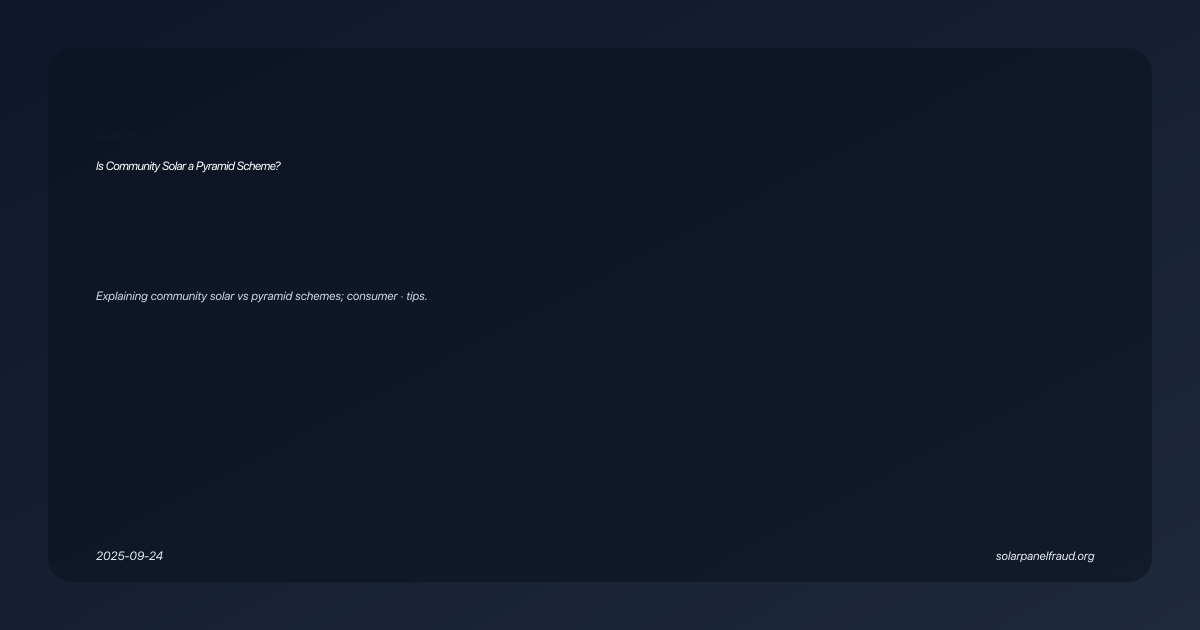 Is Community Solar a Pyramid Scheme?
Explaining community solar vs pyramid schemes; consumer · tips.
2025-09-24
solarpanelfraud.org